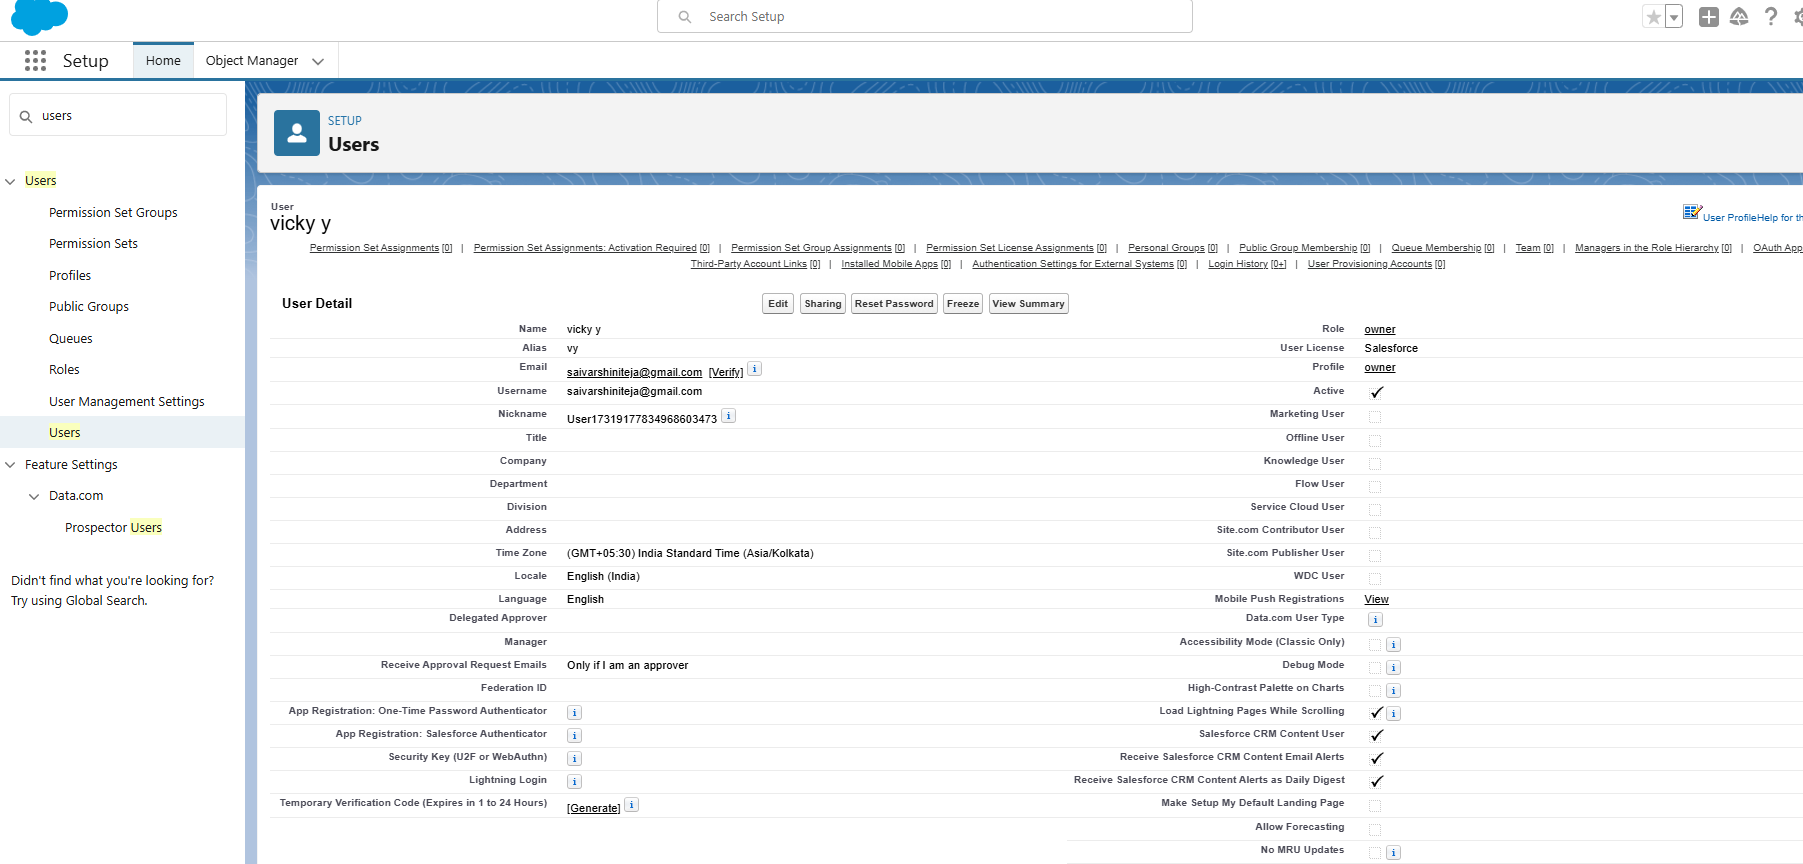 Search Setup
Setup
Home
Object Manager
users
Users
Permission Set Groups
Permission Sets
Profiles
Public Groups
Queues
Roles
User Management Settings
Users
Feature Settings
Data.com
Prospector Users
Didn't find what you're looking for?
Try using Global Search.
SETUP
Users
User
vicky y
User Profile Help for th
Permission Set Assignments [0] | Permission Set Assignments: Activation Required [0] | Permission Set Group Assignments [0] | Permission Set License Assignments [0] | Personal Groups [0] | Public Group Membership [0] | Queue Membership [0] | Team [0] | Managers in the Role Hierarchy [0] | OAuth App
Third-Party Account Links [0] | Installed Mobile Apps [0] | Authentication Settings for External Systems [0] | Login History [0+] | User Provisioning Accounts [0]
User Detail
Edit Sharing Reset Password Freeze View Summary
Name vicky y Role owner
Alias vy User License Salesforce
Email saivarshiniteja@gmail.com [Verify] i Profile owner
Username saivarshiniteja@gmail.com Active ✓
Nickname User17319177834968603473 i Marketing User
Title Offline User
Company Knowledge User
Department Flow User
Division Service Cloud User
Address Site.com Contributor User
Time Zone (GMT+05:30) India Standard Time (Asia/Kolkata) Site.com Publisher User
Locale English (India) WDC User
Language English Mobile Push Registrations View
Delegated Approver Data.com User Type i
Manager Accessibility Mode (Classic Only) i
Receive Approval Request Emails Only if I am an approver Debug Mode i
Federation ID High-Contrast Palette on Charts i
App Registration: One-Time Password Authenticator i Load Lightning Pages While Scrolling ✓ i
App Registration: Salesforce Authenticator i Salesforce CRM Content User ✓
Security Key (U2F or WebAuthn) i Receive Salesforce CRM Content Email Alerts ✓
Lightning Login i Receive Salesforce CRM Content Alerts as Daily Digest ✓
Temporary Verification Code (Expires in 1 to 24 Hours) [Generate] i Make Setup My Default Landing Page
Allow Forecasting
No MRU Updates i